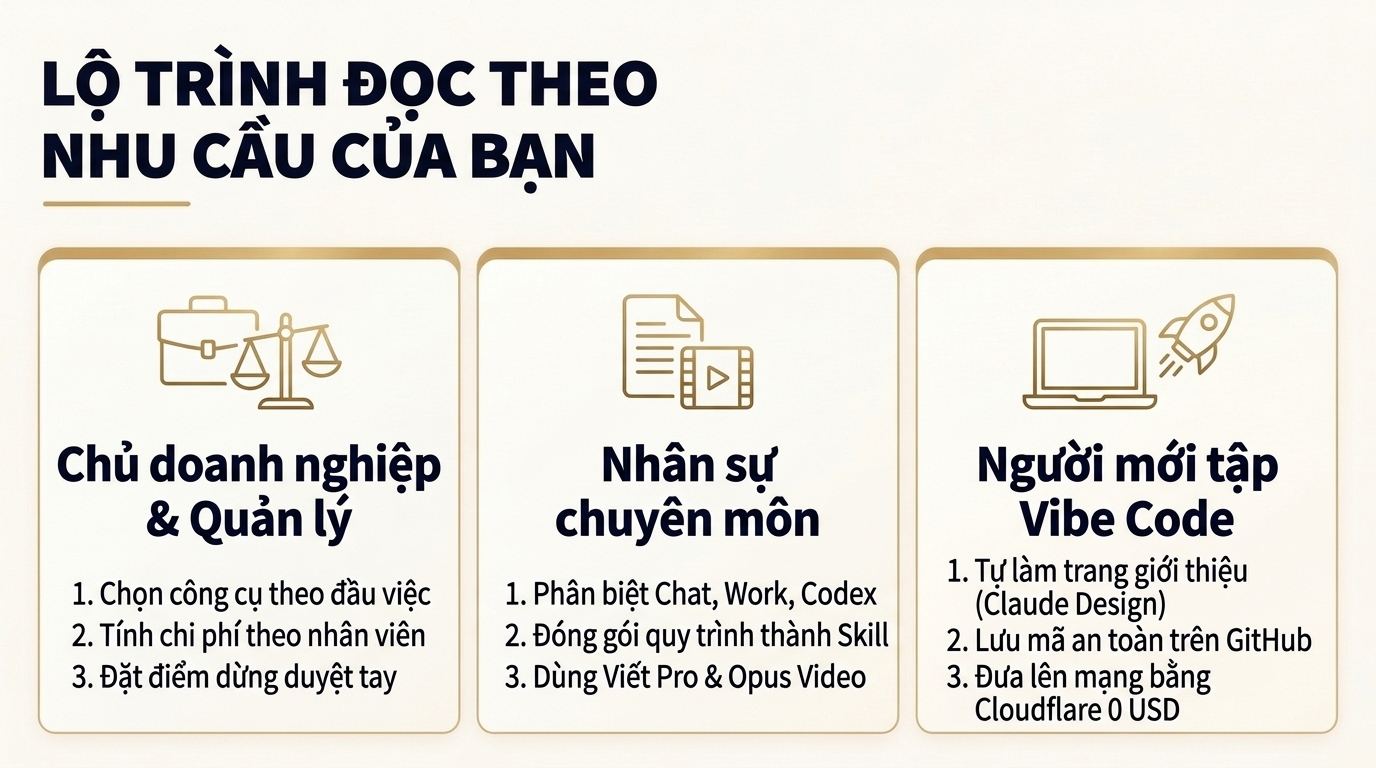 LỘ TRÌNH ĐỌC THEO
NHU CẦU CỦA BẠN
Chủ doanh nghiệp
& Quản lý
1. Chọn công cụ theo đầu việc
2. Tính chi phí theo nhân viên
3. Đặt điểm dừng duyệt tay
Nhân sự
chuyên môn
1. Phân biệt Chat, Work, Codex
2. Đóng gói quy trình thành Skill
3. Dùng Viết Pro & Opus Video
Người mới tập
Vibe Code
1. Tự làm trang giới thiệu
(Claude Design)
2. Lưu mã an toàn trên GitHub
3. Đưa lên mạng bằng
Cloudflare 0 USD